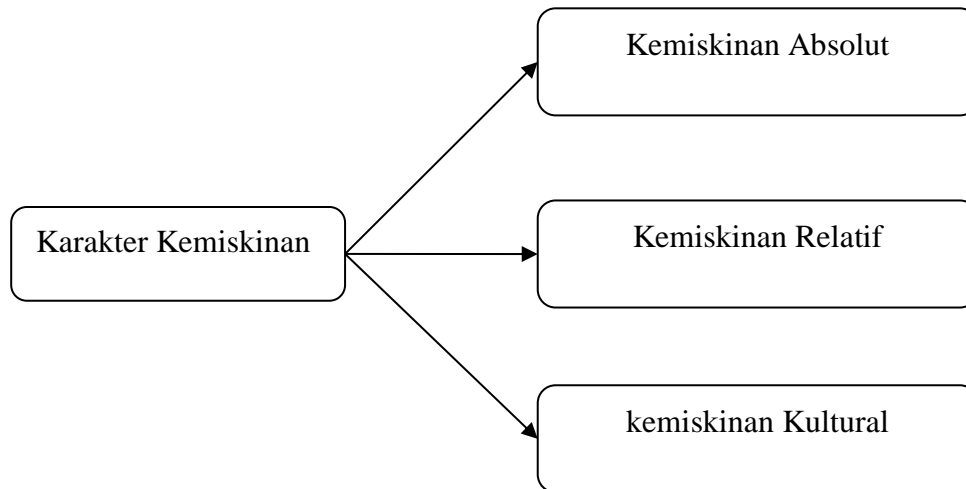 Kemiskinan Absolut
Karakter Kemiskinan
Kemiskinan Relatif
kemiskinan Kultural